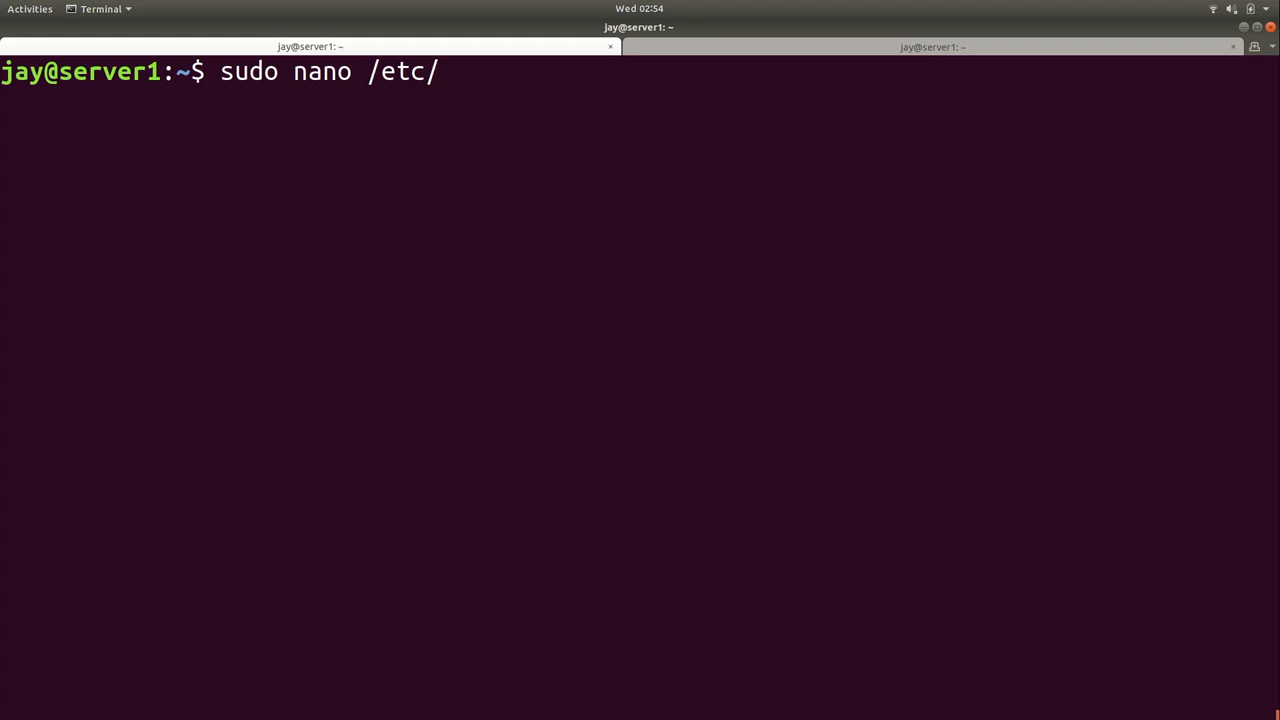 Activities Terminal Wed 02:54
jay@server1: ~
jay@server1: ~ × jay@server1: ~ ×
jay@server1:~$ sudo nano /etc/